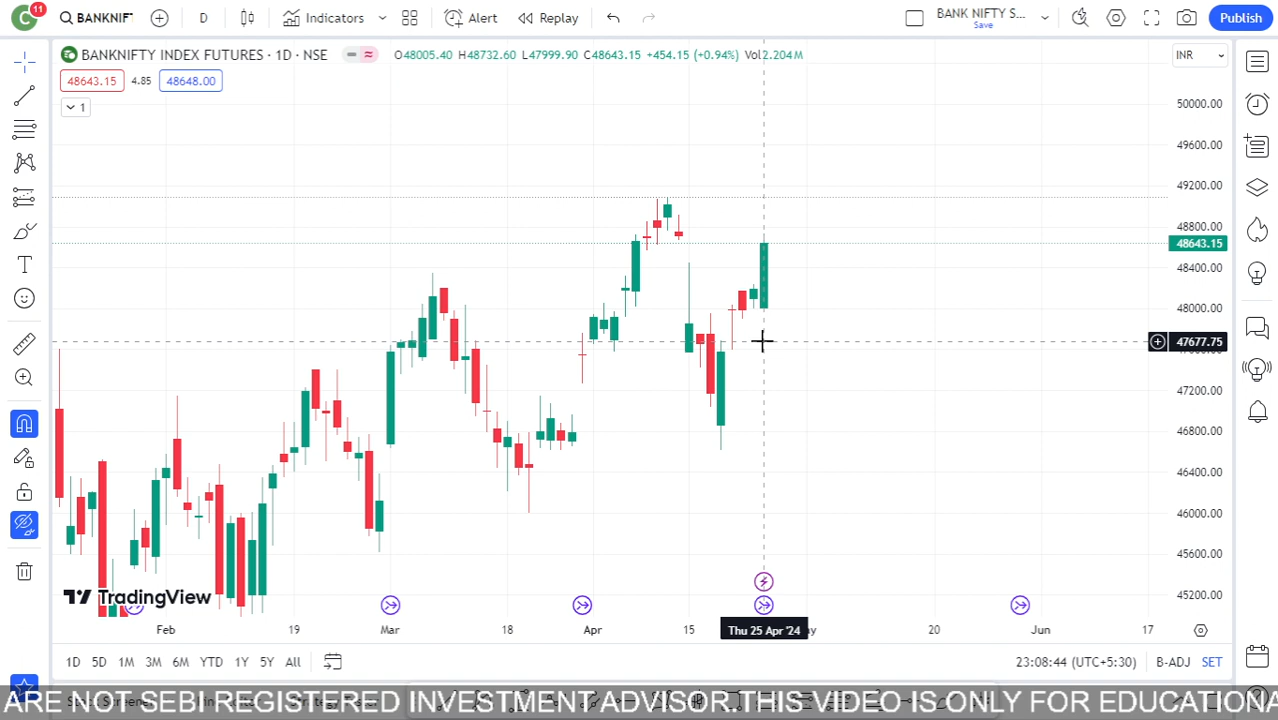 C 11 BANKNIF D Indicators Alert Replay BANK NIFTY S... Save Publish
BANKNIFTY INDEX FUTURES · 1D · NSE O48005.40 H48732.60 L47999.90 C48643.15 +454.15 (+0.94%) Vol2.204M INR
48643.15 4.85 48648.00
1
50000.00
49600.00
49200.00
48800.00
48643.15
48400.00
48000.00
47677.75
47200.00
46800.00
46400.00
46000.00
45600.00
45200.00
TradingView
Feb 19 Mar 18 Apr 15 Thu 25 Apr '24 20 Jun 17
1D 5D 1M 3M 6M YTD 1Y 5Y All 23:08:44 (UTC+5:30) B-ADJ SET
ARE NOT SEBI REGISTERED INVESTMENT ADVISOR.THIS VIDEO IS ONLY FOR EDUCATIONA